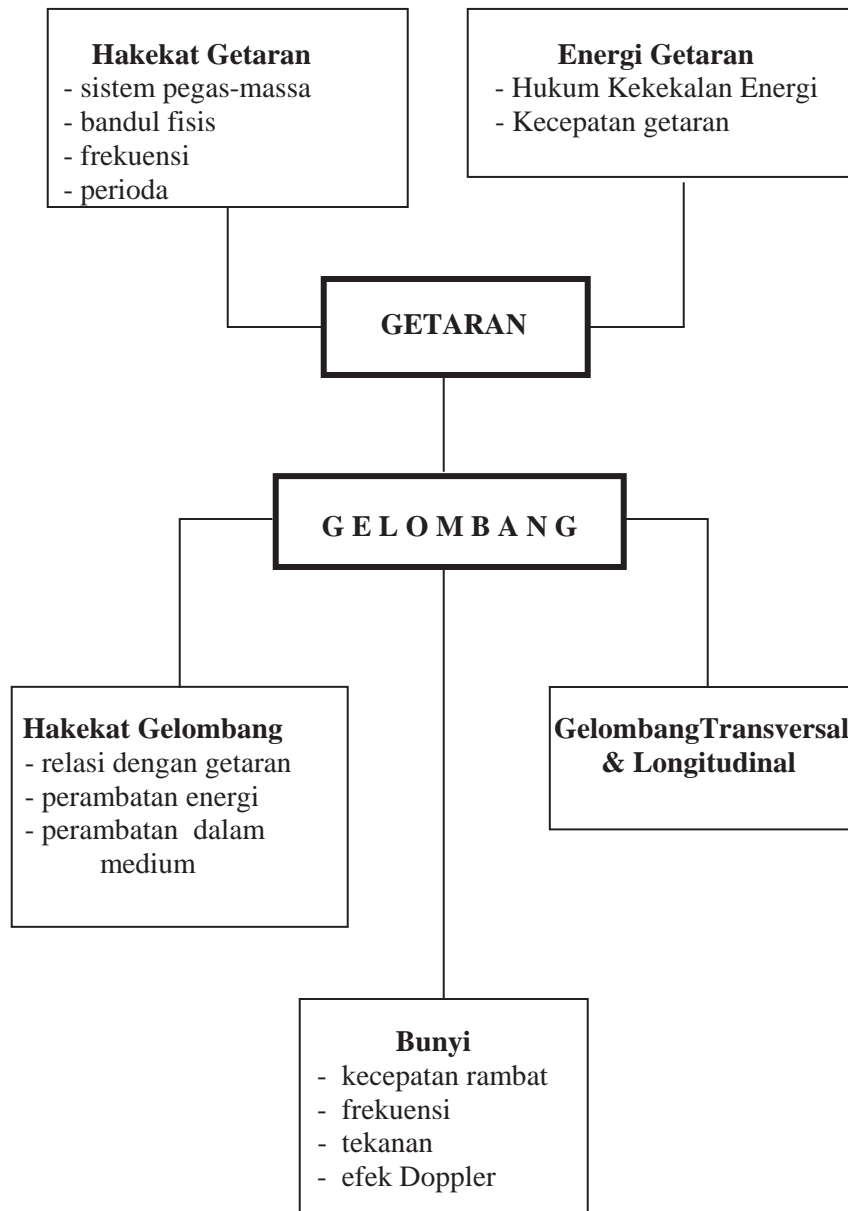 Hakekat Getaran
- sistem pegas-massa
- bandul fisis
- frekuensi
- perioda
Energi Getaran
- Hukum Kekekalan Energi
- Kecepatan getaran
GETARAN
G E L O M B A N G
Hakekat Gelombang
- relasi dengan getaran
- perambatan energi
- perambatan dalam
medium
GelombangTransversal
& Longitudinal
Bunyi
- kecepatan rambat
- frekuensi
- tekanan
- efek Doppler